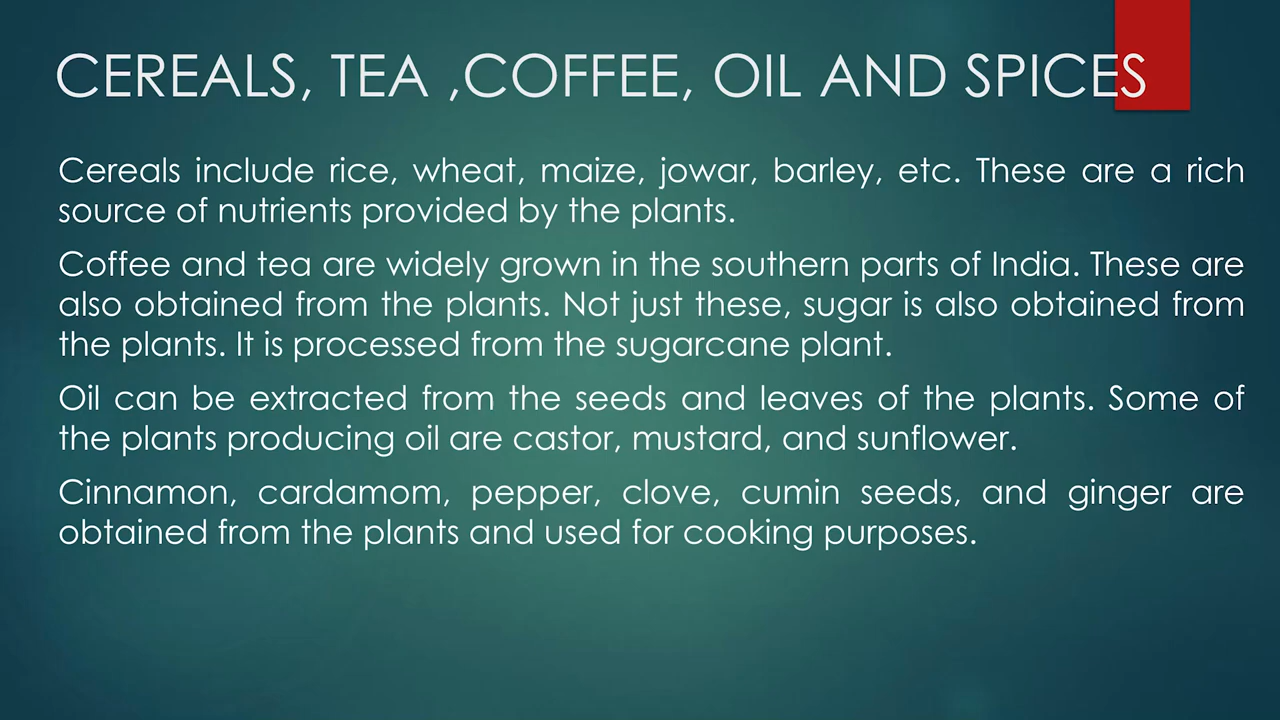 CEREALS, TEA ,COFFEE, OIL AND SPICES
Cereals include rice, wheat, maize, jowar, barley, etc. These are a rich
source of nutrients provided by the plants.
Coffee and tea are widely grown in the southern parts of India. These are
also obtained from the plants. Not just these, sugar is also obtained from
the plants. It is processed from the sugarcane plant.
Oil can be extracted from the seeds and leaves of the plants. Some of
the plants producing oil are castor, mustard, and sunflower.
Cinnamon, cardamom, pepper, clove, cumin seeds, and ginger are
obtained from the plants and used for cooking purposes.